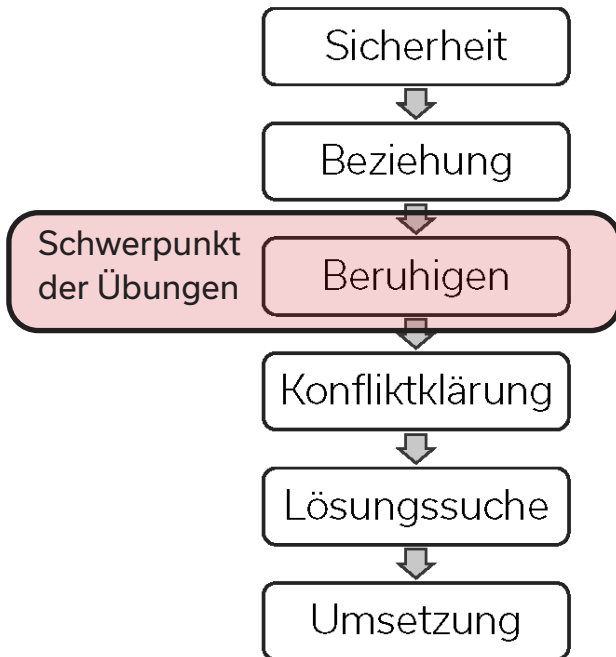 Sicherheit
Beziehung
Schwerpunkt
der Übungen
Beruhigen
Konfliktklärung
Lösungssuche
Umsetzung